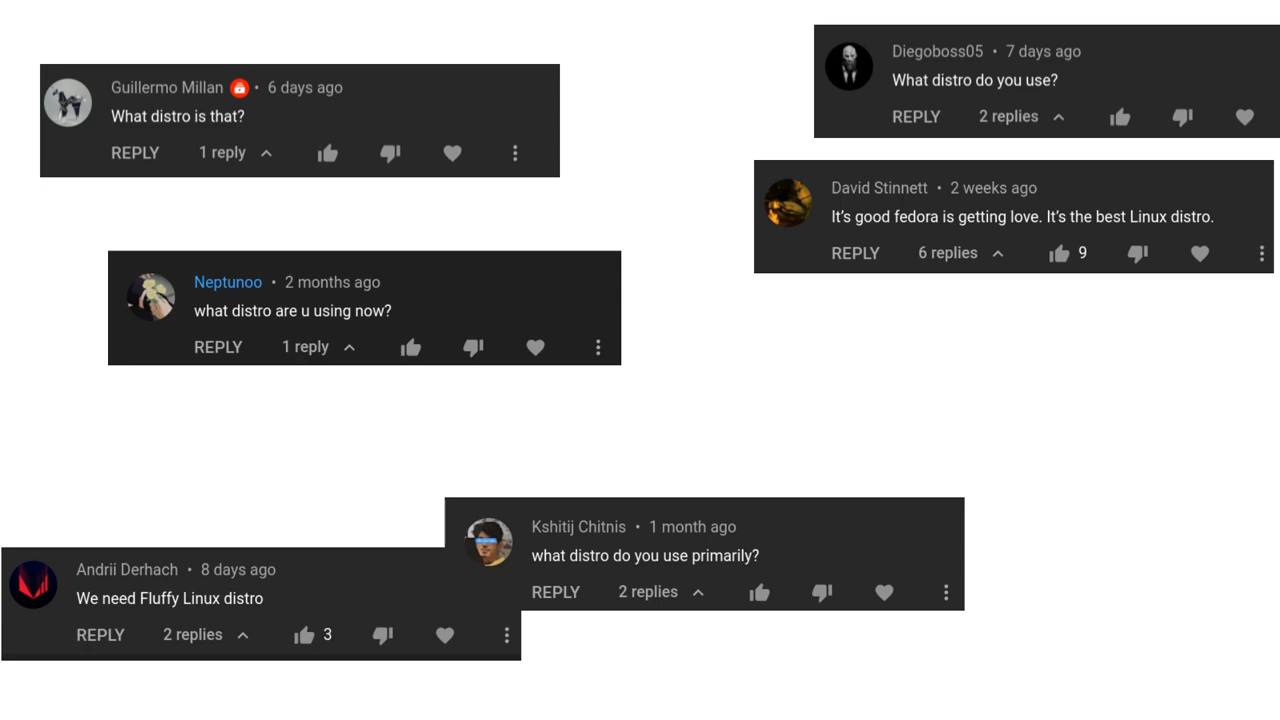 Guillermo Millan • 6 days ago
What distro is that?
REPLY 1 reply
Diegoboss05 • 7 days ago
What distro do you use?
REPLY 2 replies
David Stinnett • 2 weeks ago
It's good fedora is getting love. It's the best Linux distro.
REPLY 6 replies 9
Neptunoo • 2 months ago
what distro are u using now?
REPLY 1 reply
Kshitij Chitnis • 1 month ago
what distro do you use primarily?
REPLY 2 replies
Andrii Derhach • 8 days ago
We need Fluffy Linux distro
REPLY 2 replies 3